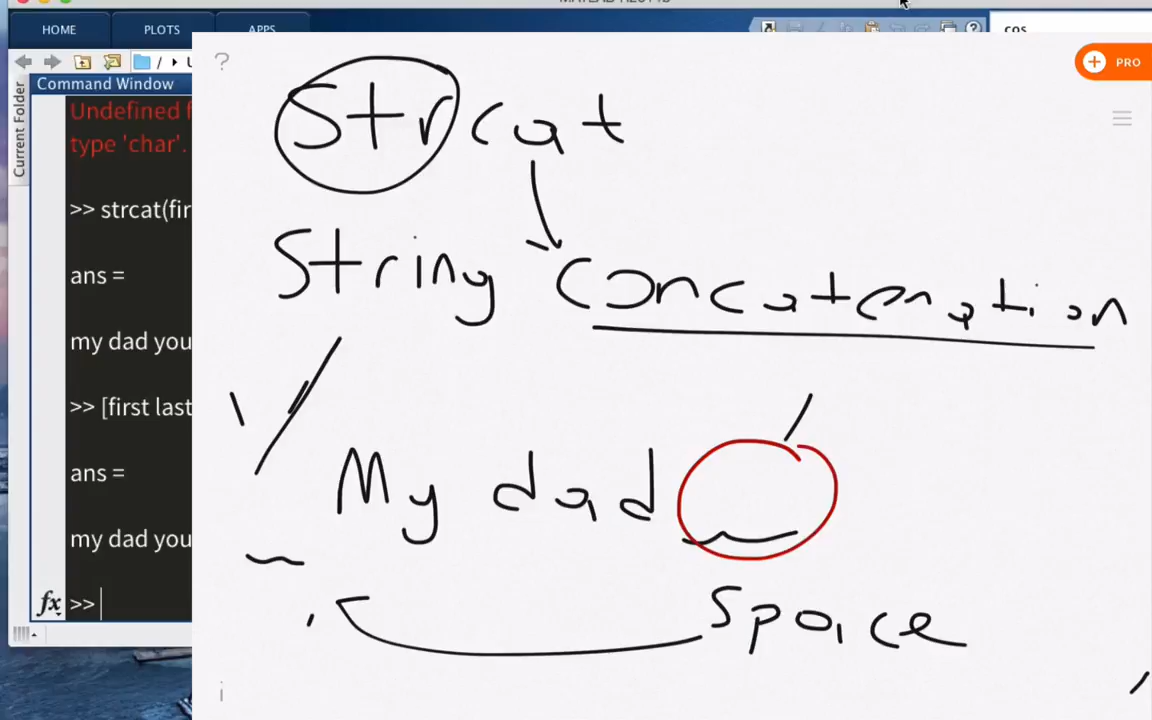 HOME PLOTS APPS
cos
/ ▸ U
Command Window
Current Folder
Undefined f
type 'char'.
>> strcat(fir
ans =
my dad you
>> [first last
ans =
my dad you
fx >>
?
+ PRO
Strcat
String Concatenation
My dad
Space
i